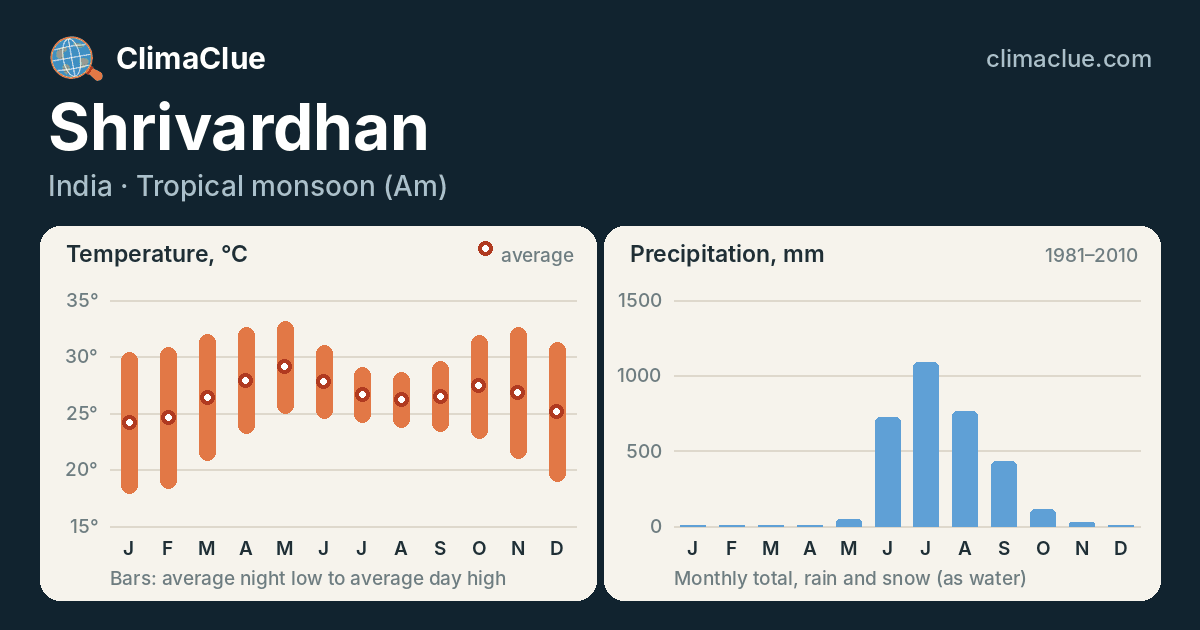 ClimaClue
climaclue.com
Shrivardhan
India · Tropical monsoon (Am)
Temperature, °C
average
35°
30°
25°
20°
15°
J F M A M J J A S O N D
Bars: average night low to average day high
Precipitation, mm
1981–2010
1500
1000
500
0
J F M A M J J A S O N D
Monthly total, rain and snow (as water)